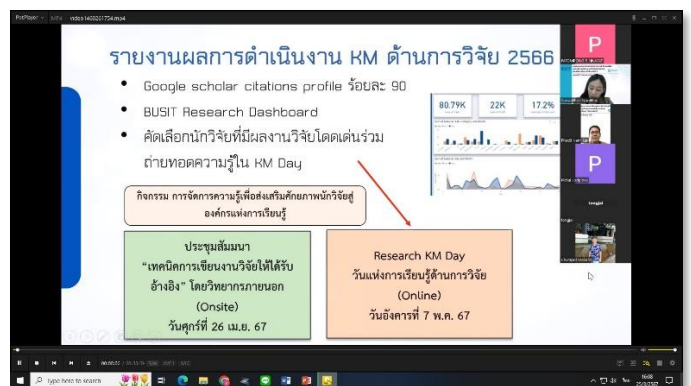 PotPlayer
MP4
รายงานผลการดำเนินงาน KM ด้านการวิจัย 2566
• Google scholar citations profile ร้อยละ 90
• BUSIT Research Dashboard
• คัดเลือกนักวิจัยที่มีผลงานวิจัยโดดเด่นร่วม
ถ่ายทอดความรู้ใน KM Day
80.79K 22K 17.2%
กิจกรรม การจัดการความรู้เพื่อส่งเสริมศักยภาพนักวิจัยสู่
องค์กรแห่งการเรียนรู้
ประชุมสัมมนา
“เทคนิคการเขียนงานวิจัยให้ได้รับ
อ้างอิง” โดยวิทยากรภายนอก
(Onsite)
วันศุกร์ที่ 26 เม.ย. 67
Research KM Day
วันแห่งการเรียนรู้ด้านการวิจัย
(Online)
วันอังคารที่ 7 พ.ค. 67
P
P
Type here to search
16:08